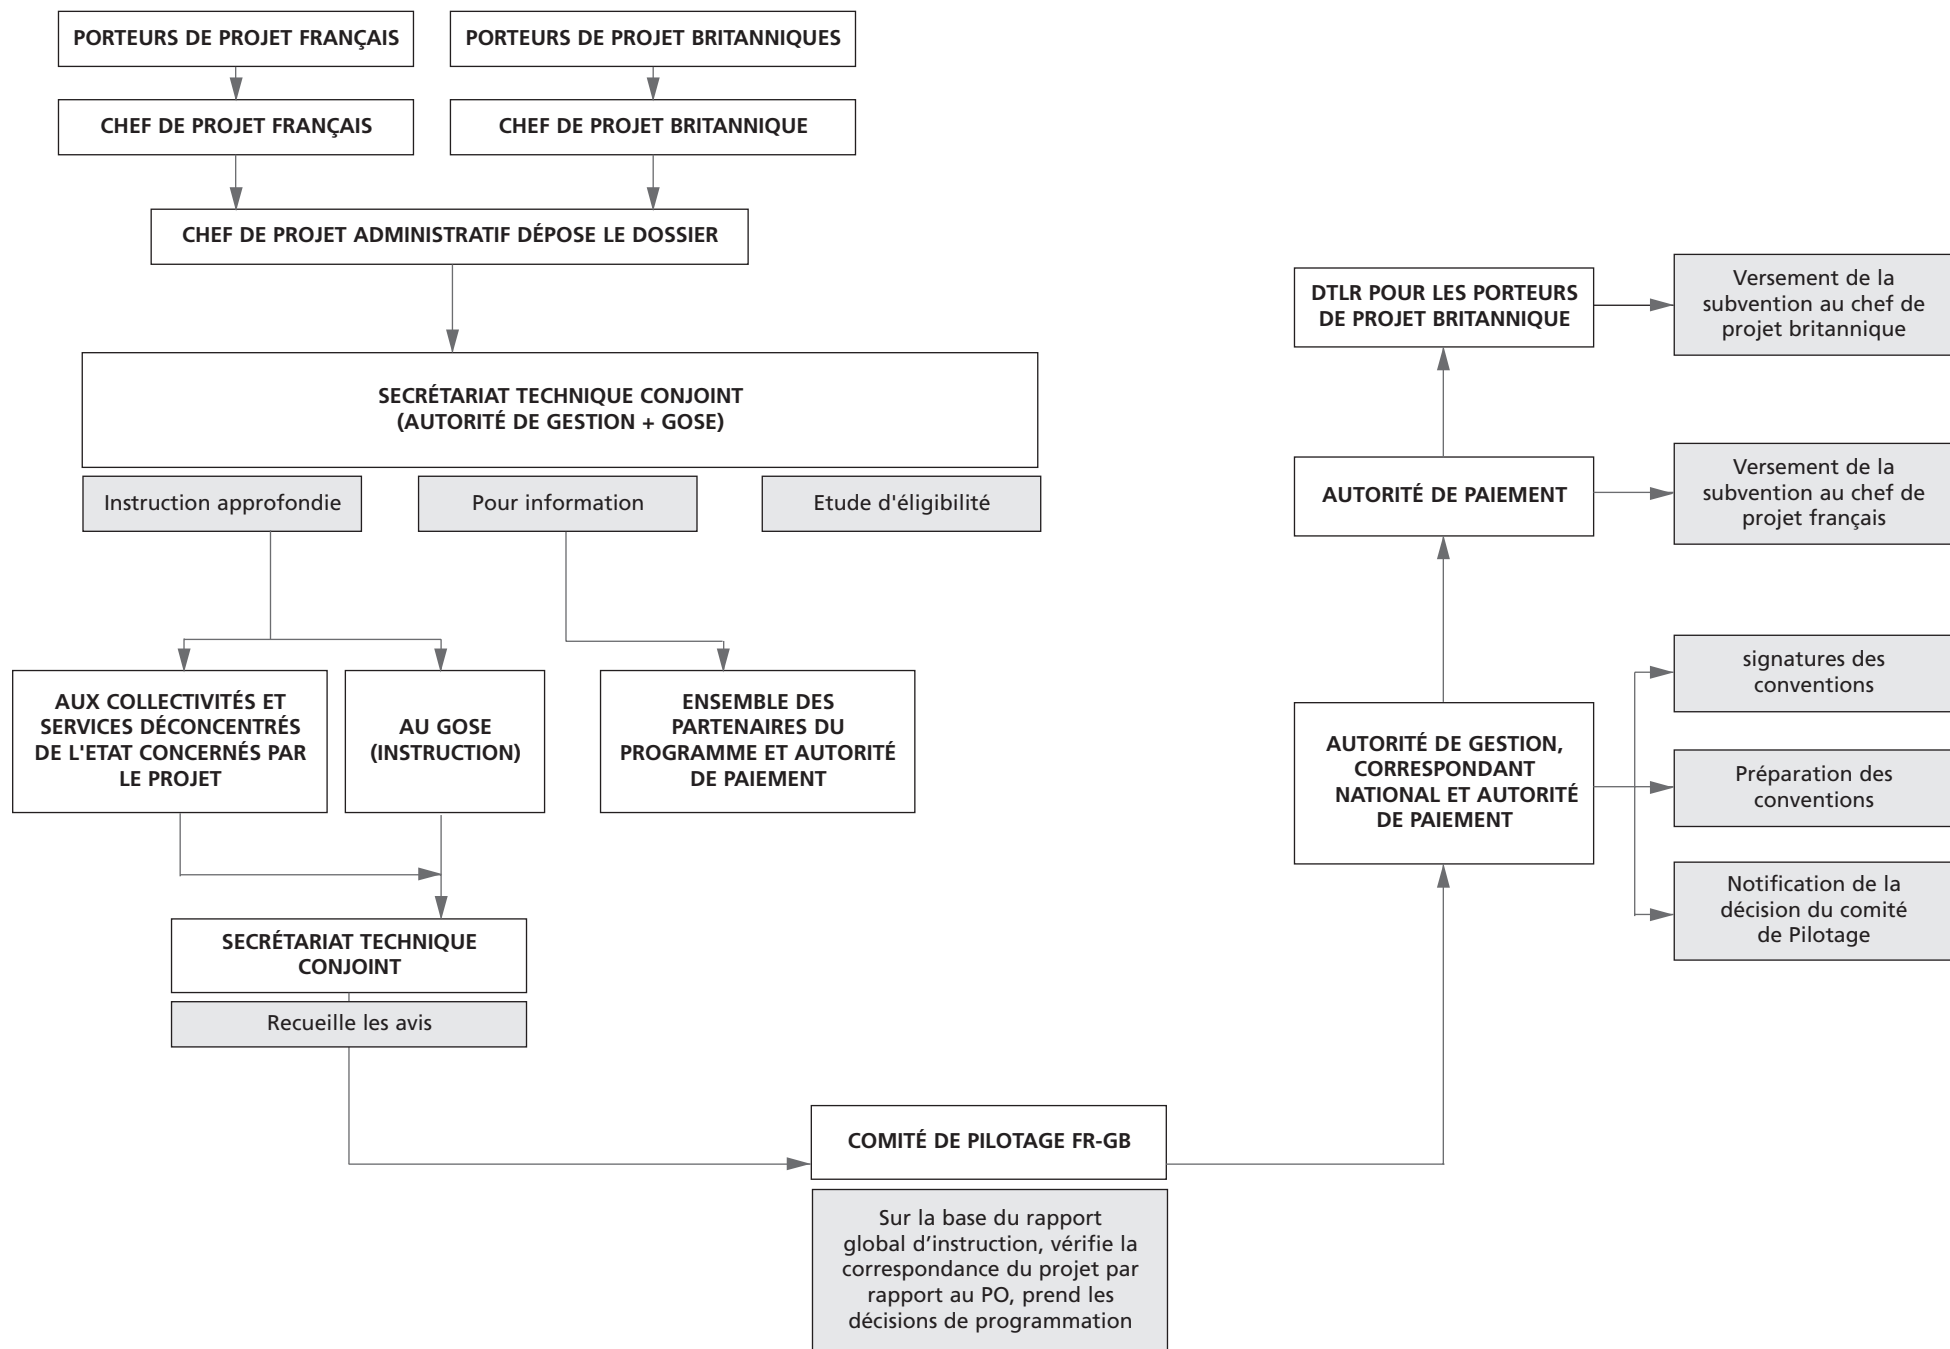 PORTEURS DE PROJET FRANÇAIS
PORTEURS DE PROJET BRITANNIQUES
CHEF DE PROJET FRANÇAIS
CHEF DE PROJET BRITANNIQUE
CHEF DE PROJET ADMINISTRATIF DÉPOSE LE DOSSIER
SECRÉTARIAT TECHNIQUE CONJOINT
(AUTORITÉ DE GESTION + GOSE)
Instruction approfondie
Pour information
Etude d'éligibilité
AUX COLLECTIVITÉS ET
SERVICES DÉCONCENTRÉS
DE L'ETAT CONCERNÉS PAR
LE PROJET
AU GOSE
(INSTRUCTION)
ENSEMBLE DES
PARTENAIRES DU
PROGRAMME ET AUTORITÉ
DE PAIEMENT
SECRÉTARIAT TECHNIQUE
CONJOINT
Recueille les avis
COMITÉ DE PILOTAGE FR-GB
Sur la base du rapport
global d’instruction, vérifie la
correspondance du projet par
rapport au PO, prend les
décisions de programmation
DTLR POUR LES PORTEURS
DE PROJET BRITANNIQUE
Versement de la
subvention au chef de
projet britannique
AUTORITÉ DE PAIEMENT
Versement de la
subvention au chef de
projet français
AUTORITÉ DE GESTION,
CORRESPONDANT
NATIONAL ET AUTORITÉ
DE PAIEMENT
signatures des
conventions
Préparation des
conventions
Notification de la
décision du comité
de Pilotage